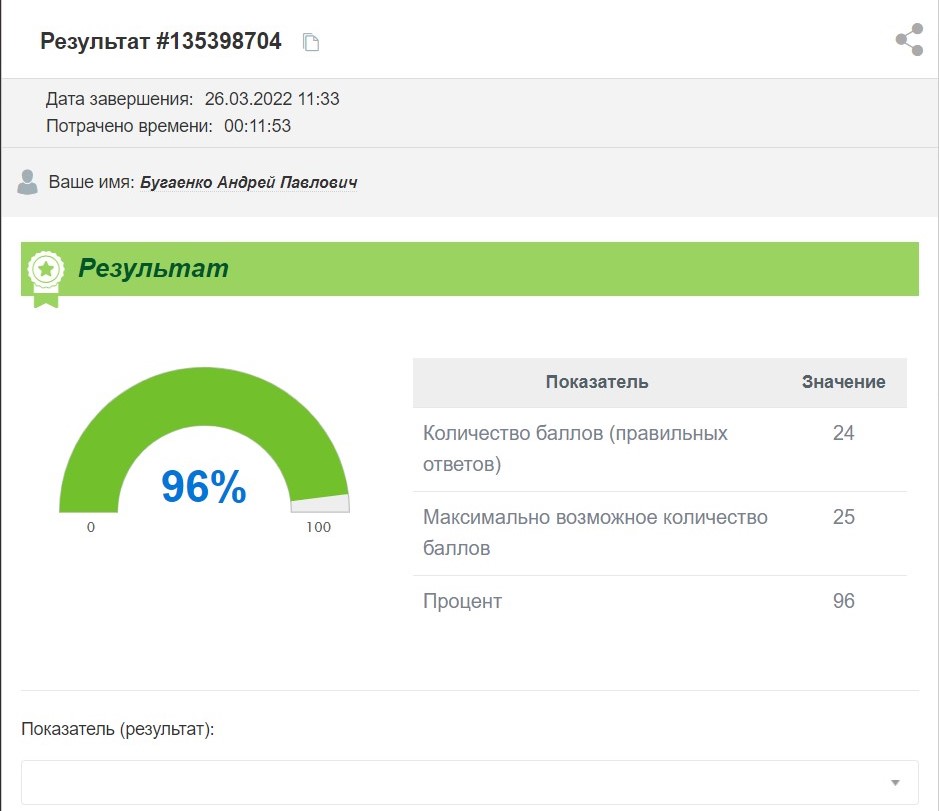 Результат #135398704
Дата завершения: 26.03.2022 11:33
Потрачено времени: 00:11:53
Ваше имя: Бугаенко Андрей Павлович
Результат
96%
0
100
Показатель Значение
Количество баллов (правильных 24
ответов)
Максимально возможное количество 25
баллов
Процент 96
Показатель (результат):